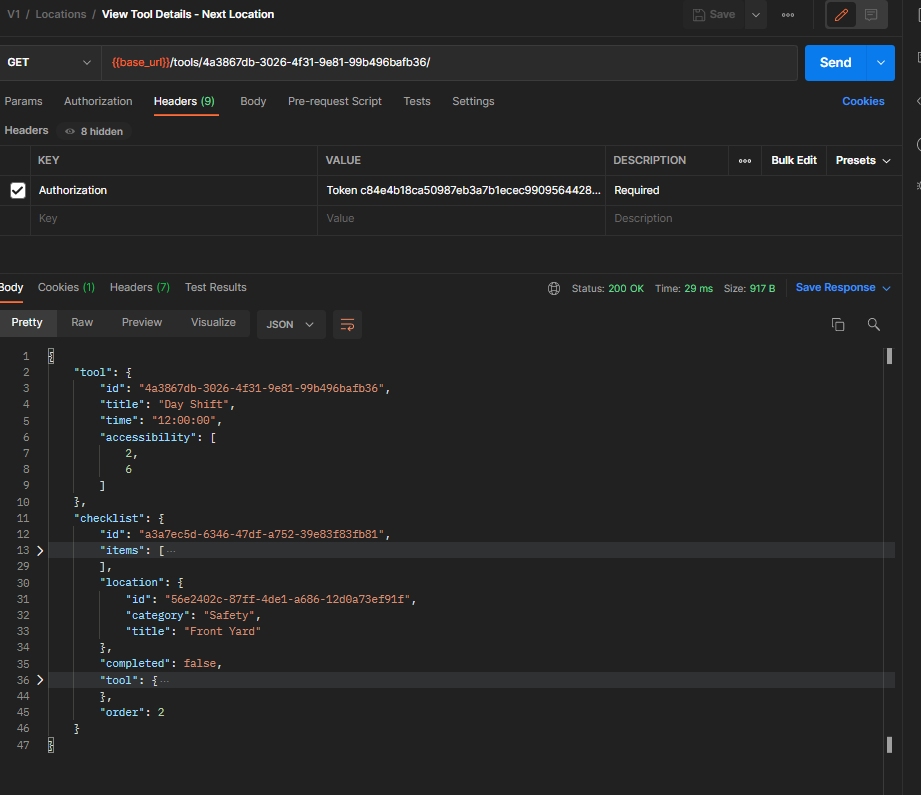 V1 / Locations / View Tool Details - Next Location
Save
GET
{{base_url}}/tools/4a3867db-3026-4f31-9e81-99b496bafb36/
Send
Params Authorization Headers (9) Body Pre-request Script Tests Settings
Cookies
Headers 8 hidden
KEY VALUE DESCRIPTION Bulk Edit Presets
Authorization Token c84e4b18ca50987eb3a7b1ecec9909564428... Required
Key Value Description
Body Cookies (1) Headers (7) Test Results
Status: 200 OK Time: 29 ms Size: 917 B Save Response
Pretty Raw Preview Visualize JSON
1 {
2 "tool": {
3 "id": "4a3867db-3026-4f31-9e81-99b496bafb36",
4 "title": "Day Shift",
5 "time": "12:00:00",
6 "accessibility": [
7 2,
8 6
9 ]
10 },
11 "checklist": {
12 "id": "a3a7ec5d-6346-47df-a752-39e83f83fb81",
13 "items": [ ...
29 ],
30 "location": {
31 "id": "56e2402c-87ff-4de1-a686-12d0a73ef91f",
32 "category": "Safety",
33 "title": "Front Yard"
34 },
35 "completed": false,
36 "tool": { ...
44 },
45 "order": 2
46 }
47 }